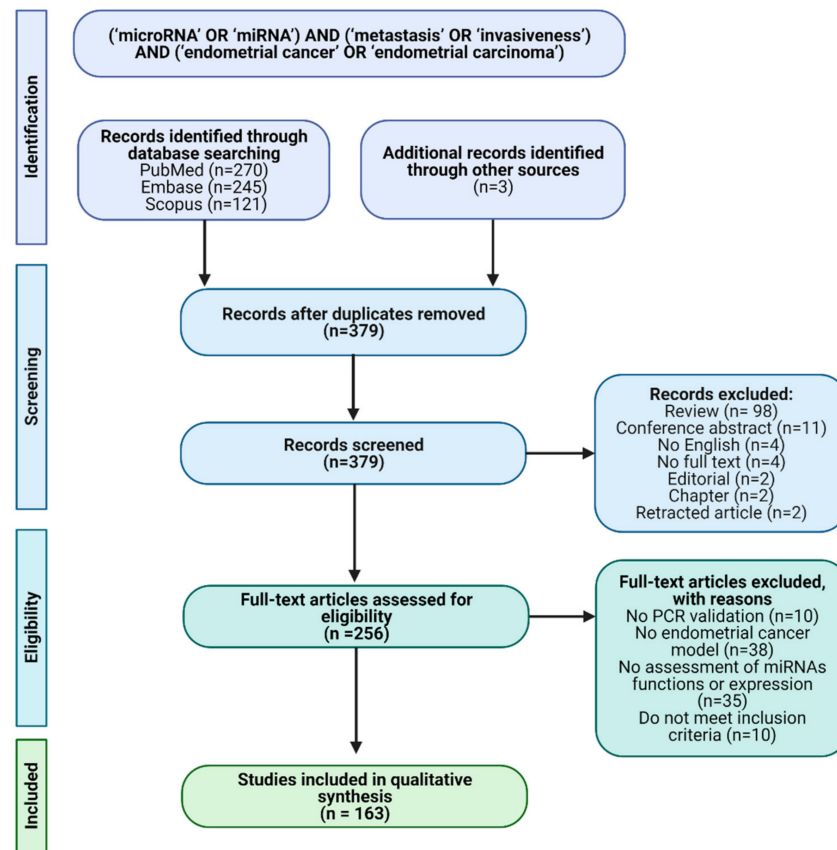 (‘microRNA’ OR ‘miRNA’) AND (‘metastasis’ OR ‘invasiveness’)
AND (‘endometrial cancer’ OR ‘endometrial carcinoma’)
Identification
Records identified through
database searching
PubMed (n=270)
Embase (n=245)
Scopus (n=121)
Additional records identified
through other sources
(n=3)
Screening
Records after duplicates removed
(n=379)
Records screened
(n=379)
Records excluded:
Review (n= 98)
Conference abstract (n=11)
No English (n=4)
No full text (n=4)
Editorial (n=2)
Chapter (n=2)
Retracted article (n=2)
Eligibility
Full-text articles assessed for
eligibility
(n =256)
Full-text articles excluded,
with reasons
No PCR validation (n=10)
No endometrial cancer
model (n=38)
No assessment of miRNAs
functions or expression
(n=35)
Do not meet inclusion
criteria (n=10)
Included
Studies included in qualitative
synthesis
(n = 163)